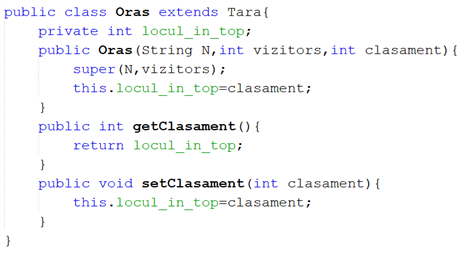 public class Oras extends Tara{
    private int locul_in_top;
    public Oras(String N,int vizitors,int clasament){
        super(N,vizitors);
        this.locul_in_top=clasament;
    }
    public int getClasament(){
        return locul_in_top;
    }
    public void setClasament(int clasament){
        this.locul_in_top=clasament;
    }
}